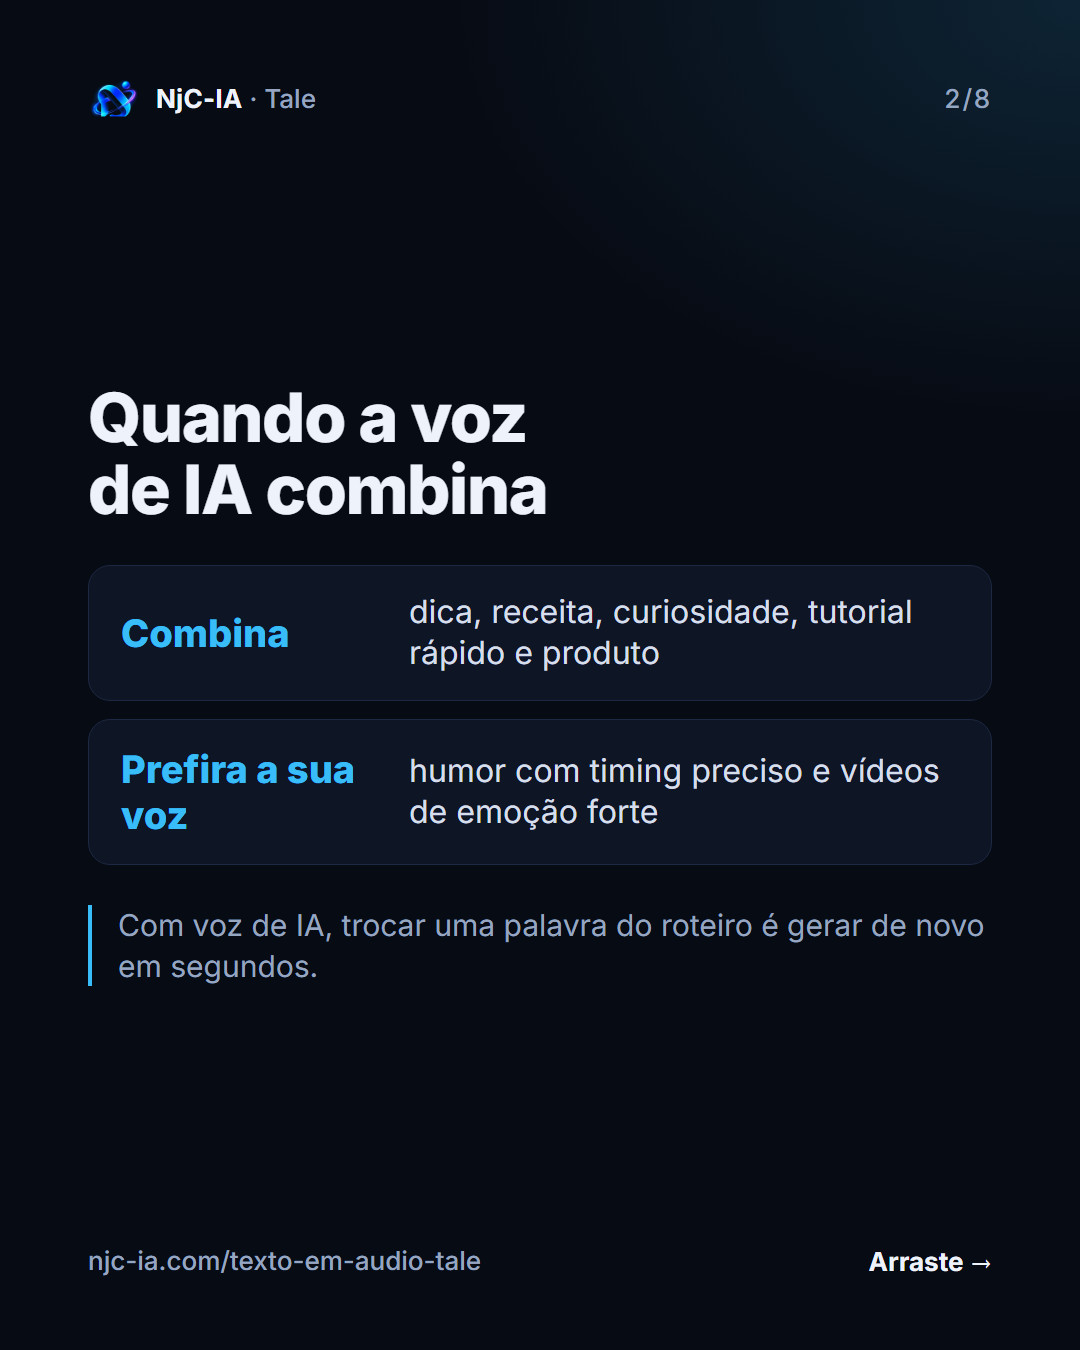 NjC-IA · Tale
2/8
Quando a voz
de IA combina
Combina
dica, receita, curiosidade, tutorial
rápido e produto
Prefira a sua
voz
humor com timing preciso e vídeos
de emoção forte
Com voz de IA, trocar uma palavra do roteiro é gerar de novo
em segundos.
njc-ia.com/texto-em-audio-tale
Arraste →